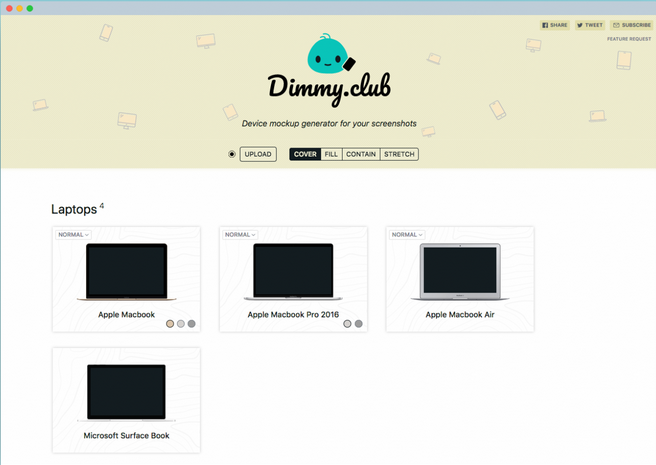 SHARE TWEET SUBSCRIBE
FEATURE REQUEST
Dimmy.club
Device mockup generator for your screenshots
UPLOAD COVER FILL CONTAIN STRETCH
Laptops 4
NORMAL NORMAL NORMAL
Apple Macbook Apple Macbook Pro 2016 Apple Macbook Air
Microsoft Surface Book